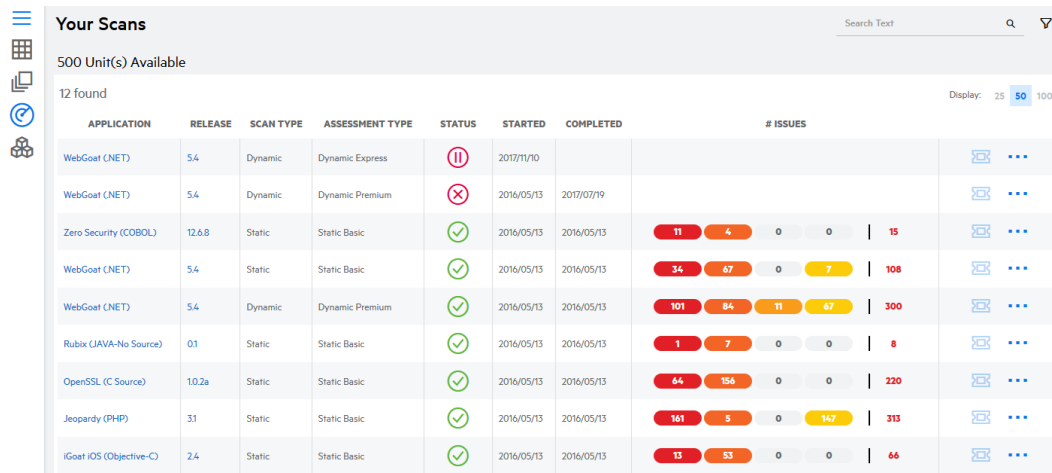 Your Scans
Search Text
500 Unit(s) Available
12 found
Display: 25 50 100
APPLICATION RELEASE SCAN TYPE ASSESSMENT TYPE STATUS STARTED COMPLETED # ISSUES
WebGoat (.NET) 5.4 Dynamic Dynamic Express 2017/11/10
WebGoat (.NET) 5.4 Dynamic Dynamic Premium 2016/05/13 2017/07/19
Zero Security (COBOL) 12.6.8 Static Static Basic 2016/05/13 2016/05/13 11 4 0 0 15
WebGoat (.NET) 5.4 Static Static Basic 2016/05/13 2016/05/13 34 67 0 7 108
WebGoat (.NET) 5.4 Dynamic Dynamic Premium 2016/05/13 2016/05/13 101 84 11 67 300
Rubix (JAVA-No Source) 0.1 Static Static Basic 2016/05/13 2016/05/13 1 7 0 0 8
OpenSSL (C Source) 1.0.2a Static Static Basic 2016/05/13 2016/05/13 64 156 0 0 220
Jeopardy (PHP) 3.1 Static Static Basic 2016/05/13 2016/05/13 161 5 0 147 313
iGoat iOS (Objective-C) 2.4 Static Static Basic 2016/05/13 2016/05/13 13 53 0 0 66